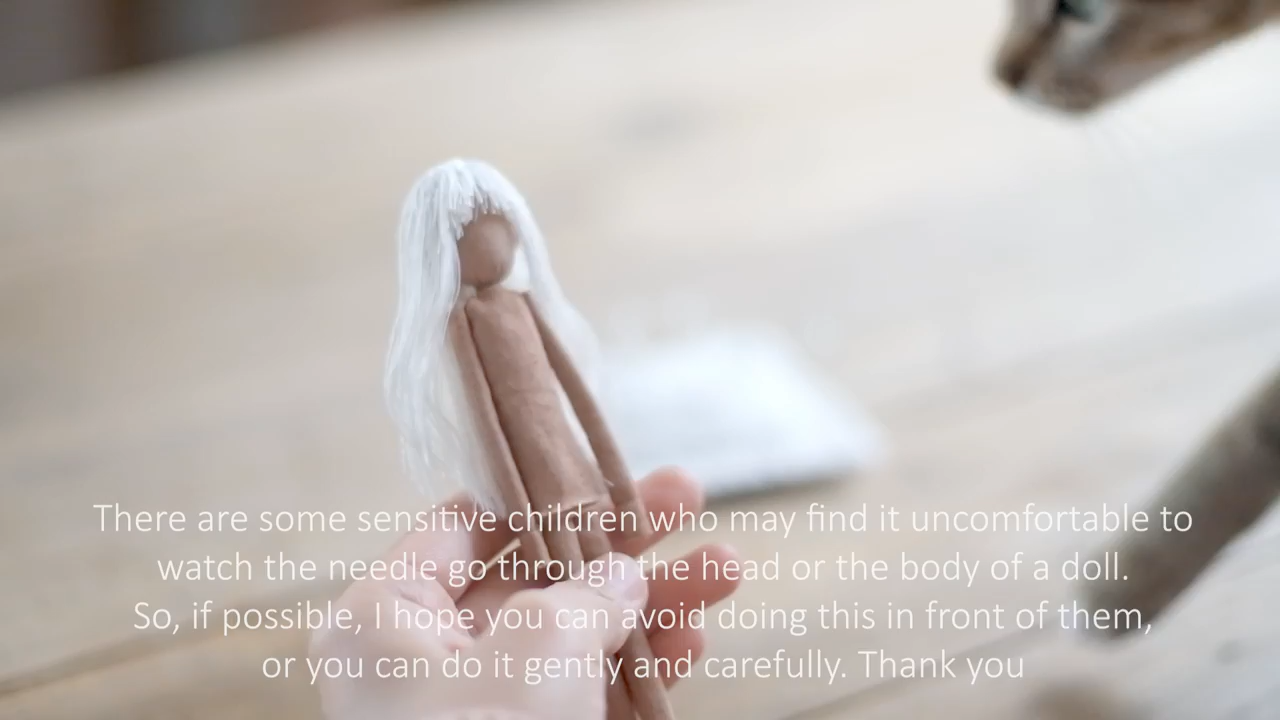 There are some sensitive children who may find it uncomfortable to
watch the needle go through the head or the body of a doll.
So, if possible, I hope you can avoid doing this in front of them,
or you can do it gently and carefully. Thank you